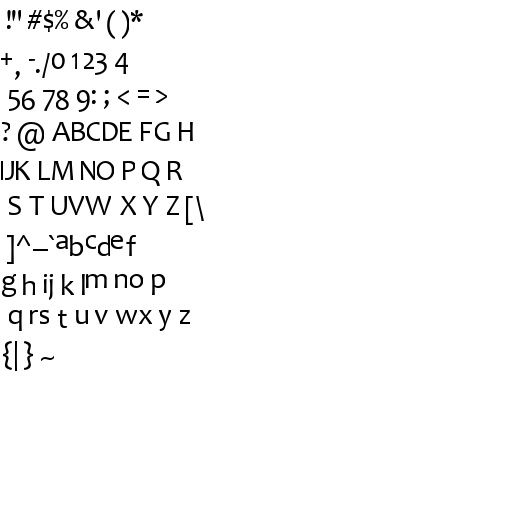 !"' #$% &'( )*
+, -./0 123 4
56 78 9: ; < = >
? @ ABCDE FG H
IJK LM NO P Q R
S T UVW X Y Z [\
]^_`abcdef
g h ij k lm no p
q rs t u v wx y z
{|} ~